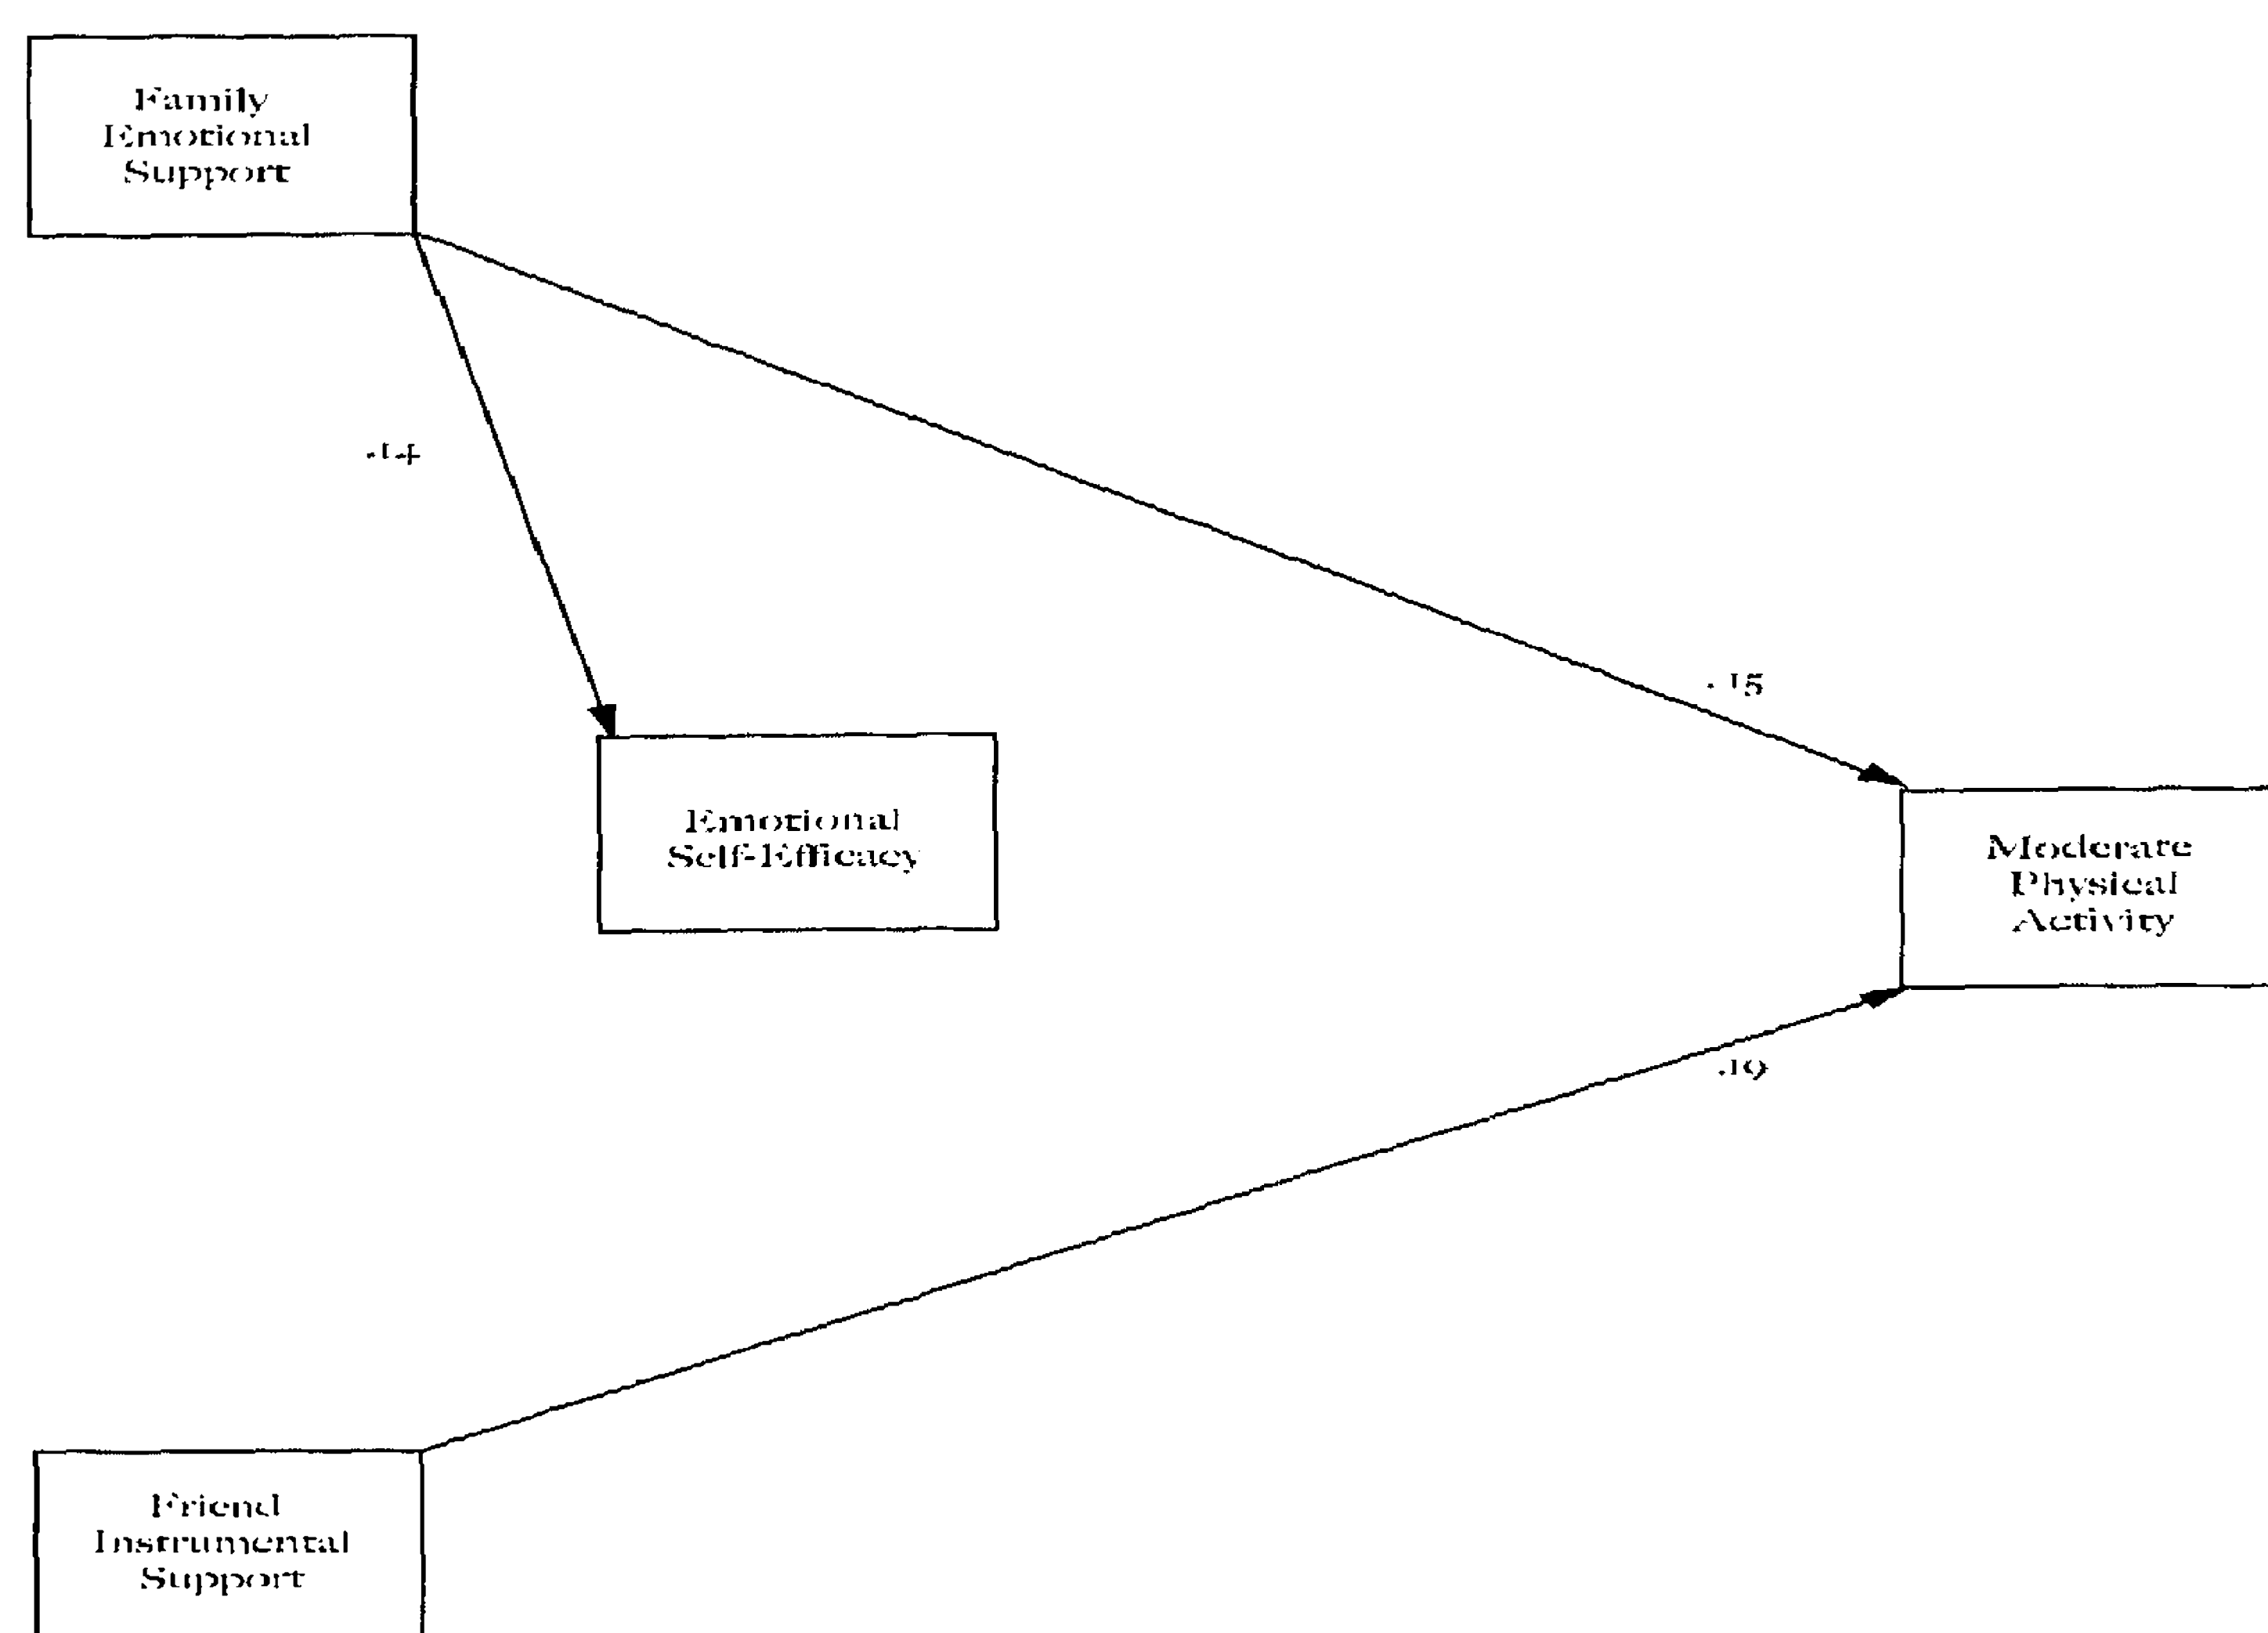 Family
Emotional
Support
.14
.15
Emotional
Self-Efficacy
Moderate
Physical
Activity
.19
Friend
Instrumental
Support